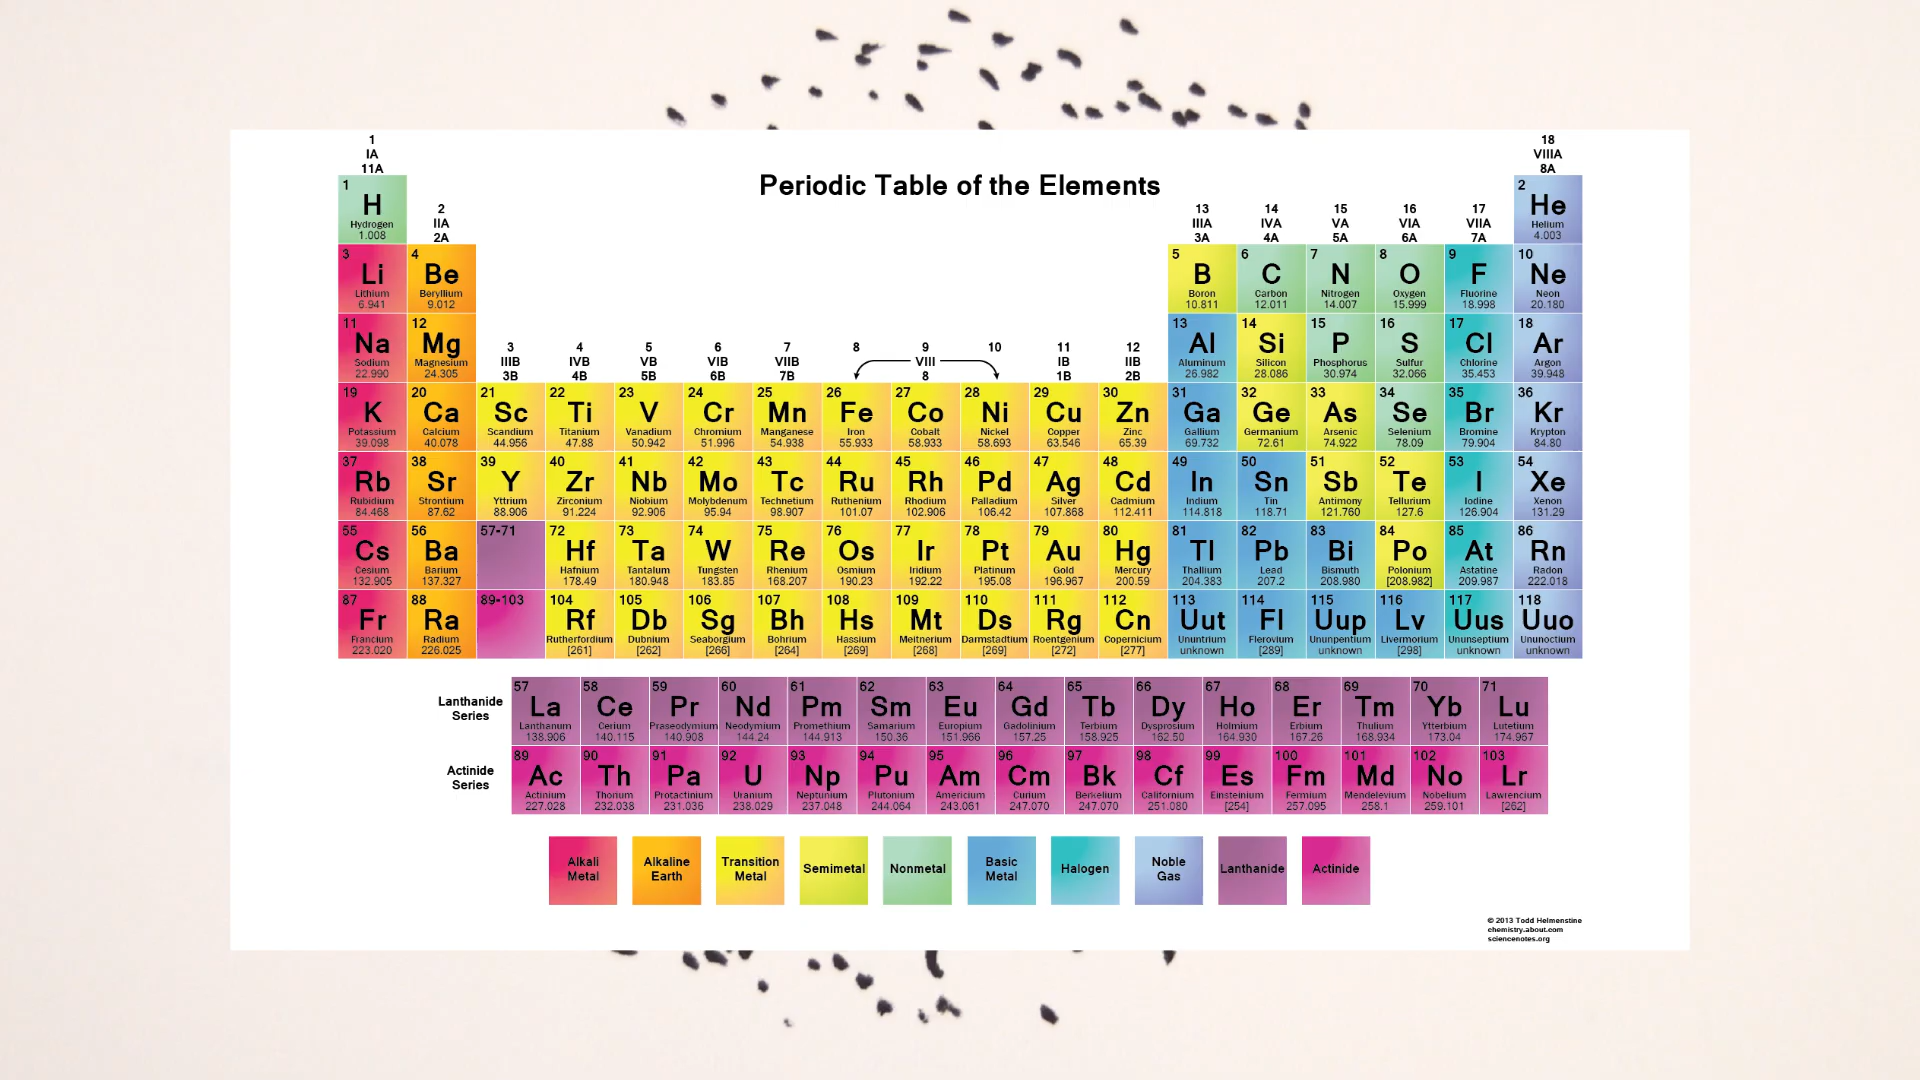 1 18
IA VIIIA
11A 8A
Periodic Table of the Elements
1 2
H He
Hydrogen Helium
1.008 4.003
2 13 14 15 16 17
IIA IIIA IVA VA VIA VIIA
2A 3A 4A 5A 6A 7A
3 4 5 6 7 8 9 10
Li Be B C N O F Ne
Lithium Beryllium Boron Carbon Nitrogen Oxygen Fluorine Neon
6.941 9.012 10.811 12.011 14.007 15.999 18.998 20.180
11 12 13 14 15 16 17 18
Na Mg Al Si P S Cl Ar
Sodium Magnesium Aluminum Silicon Phosphorus Sulfur Chlorine Argon
22.990 24.305 26.982 28.086 30.974 32.066 35.453 39.948
3 4 5 6 7 8 9 10 11 12
IIIB IVB VB VIB VIIB VIII IB IIB
3B 4B 5B 6B 7B 8 1B 2B
19 20 21 22 23 24 25 26 27 28 29 30 31 32 33 34 35 36
K Ca Sc Ti V Cr Mn Fe Co Ni Cu Zn Ga Ge As Se Br Kr
Potassium Calcium Scandium Titanium Vanadium Chromium Manganese Iron Cobalt Nickel Copper Zinc Gallium Germanium Arsenic Selenium Bromine Krypton
39.098 40.078 44.956 47.88 50.942 51.996 54.938 55.933 58.933 58.693 63.546 65.39 69.732 72.61 74.922 78.09 79.904 84.80
37 38 39 40 41 42 43 44 45 46 47 48 49 50 51 52 53 54
Rb Sr Y Zr Nb Mo Tc Ru Rh Pd Ag Cd In Sn Sb Te I Xe
Rubidium Strontium Yttrium Zirconium Niobium Molybdenum Technetium Ruthenium Rhodium Palladium Silver Cadmium Indium Tin Antimony Tellurium Iodine Xenon
84.468 87.62 88.906 91.224 92.906 95.94 98.907 101.07 102.906 106.42 107.868 112.411 114.818 118.71 121.760 127.6 126.904 131.29
55 56 57-71 72 73 74 75 76 77 78 79 80 81 82 83 84 85 86
Cs Ba Hf Ta W Re Os Ir Pt Au Hg Tl Pb Bi Po At Rn
Cesium Barium Hafnium Tantalum Tungsten Rhenium Osmium Iridium Platinum Gold Mercury Thallium Lead Bismuth Polonium Astatine Radon
132.905 137.327 178.49 180.948 183.85 168.207 190.23 192.22 195.08 196.967 200.59 204.383 207.2 208.980 [208.982] 209.987 222.018
87 88 89-103 104 105 106 107 108 109 110 111 112 113 114 115 116 117 118
Fr Ra Rf Db Sg Bh Hs Mt Ds Rg Cn Uut Fl Uup Lv Uus Uuo
Francium Radium Rutherfordium Dubnium Seaborgium Bohrium Hassium Meitnerium Darmstadtium Roentgenium Copernicium Ununtrium Flerovium Ununpentium Livermorium Ununseptium Ununoctium
223.020 226.025 [261] [262] [266] [264] [269] [268] [269] [272] [277] unknown [289] unknown [298] unknown unknown
Lanthanide
Series
57 58 59 60 61 62 63 64 65 66 67 68 69 70 71
La Ce Pr Nd Pm Sm Eu Gd Tb Dy Ho Er Tm Yb Lu
Lanthanum Cerium Praseodymium Neodymium Promethium Samarium Europium Gadolinium Terbium Dysprosium Holmium Erbium Thulium Ytterbium Lutetium
138.906 140.115 140.908 144.24 144.913 150.36 151.966 157.25 158.925 162.50 164.930 167.26 168.934 173.04 174.967
Actinide
Series
89 90 91 92 93 94 95 96 97 98 99 100 101 102 103
Ac Th Pa U Np Pu Am Cm Bk Cf Es Fm Md No Lr
Actinium Thorium Protactinium Uranium Neptunium Plutonium Americium Curium Berkelium Californium Einsteinium Fermium Mendelevium Nobelium Lawrencium
227.028 232.038 231.036 238.029 237.048 244.064 243.061 247.070 247.070 251.080 [254] 257.095 258.1 259.101 [262]
Alkali
Metal
Alkaline
Earth
Transition
Metal
Semimetal
Nonmetal
Basic
Metal
Halogen
Noble
Gas
Lanthanide
Actinide
© 2013 Todd Helmenstine
chemistry.about.com
sciencenotes.org